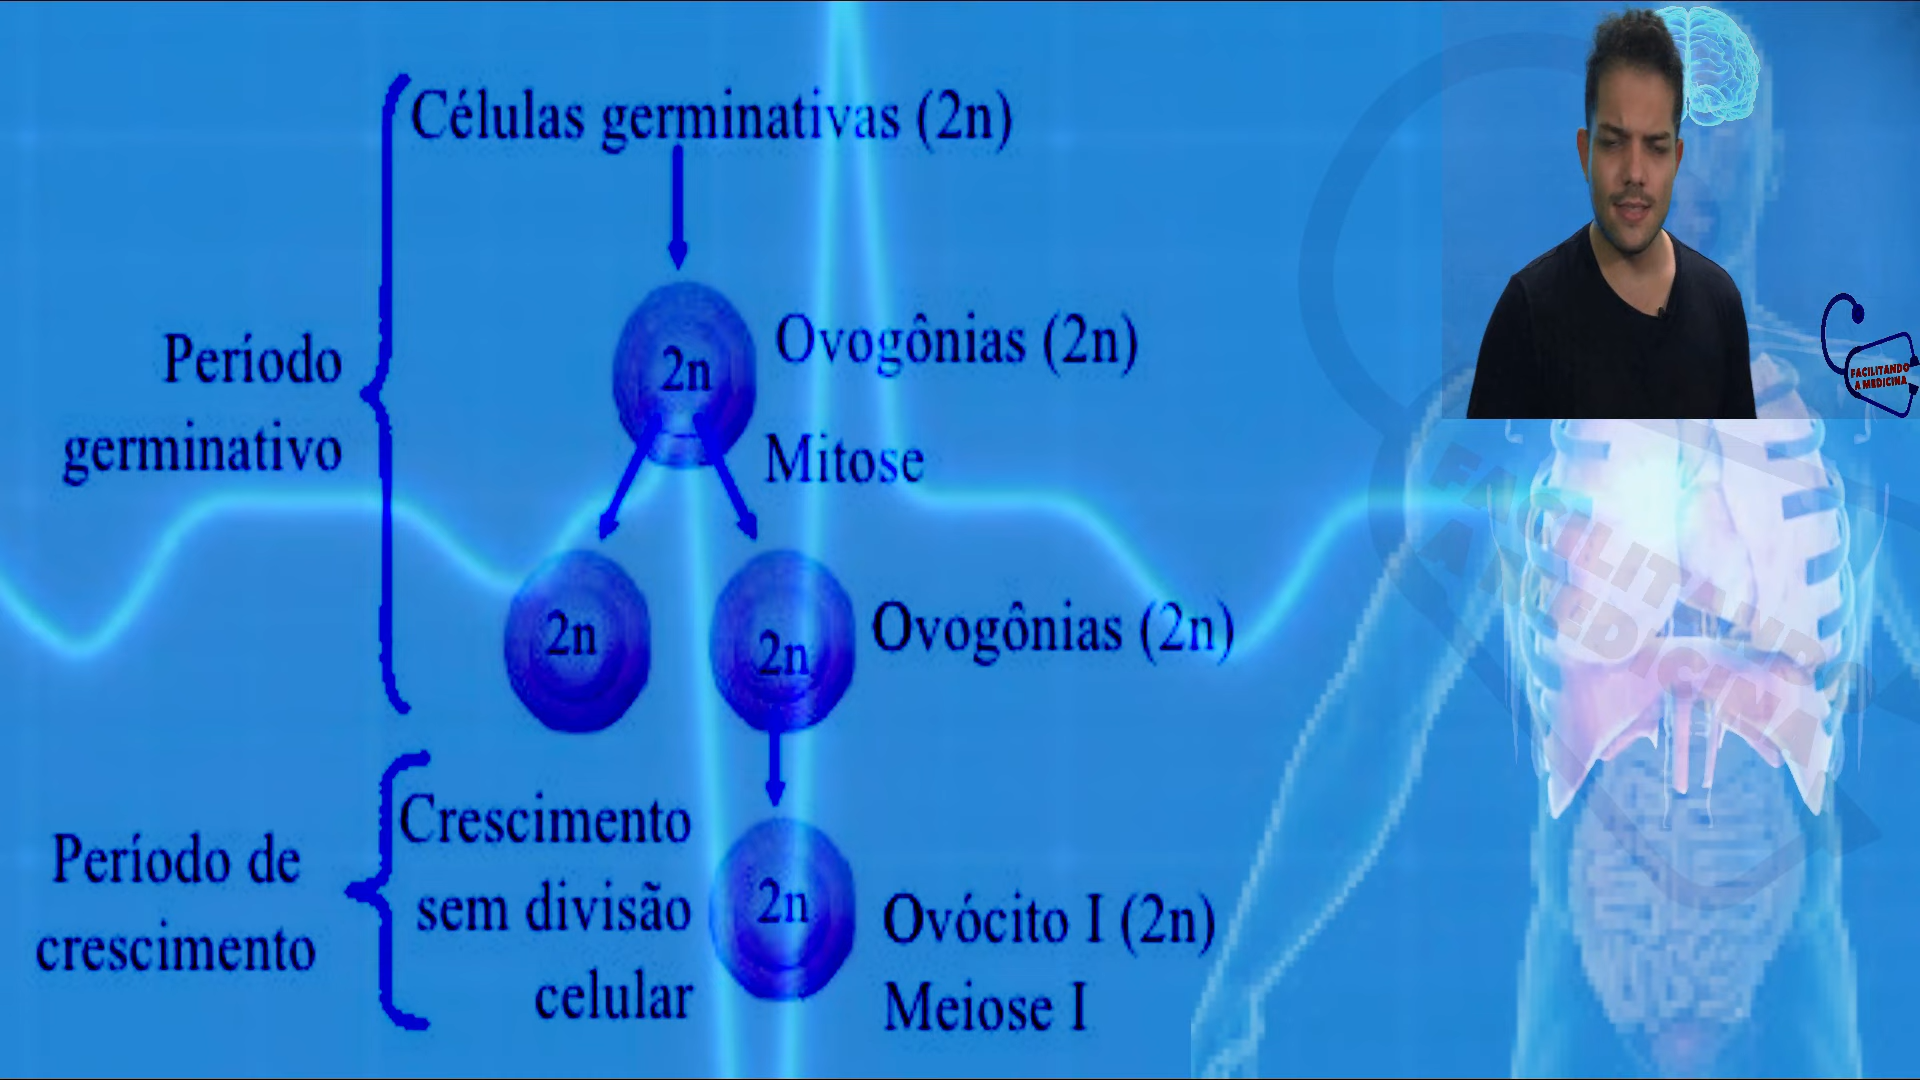 Células germinativas (2n)
2n
Ovogônias (2n)
Período
germinativo
Mitose
2n
2n
Ovogônias (2n)
Crescimento
sem divisão
celular
Período de
crescimento
2n
Ovócito I (2n)
Meiose I
FACILITANDO
A MEDICINA
FACILITANDO
A MEDICINA